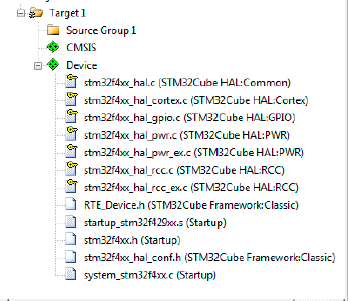 Target 1
Source Group 1
CMSIS
Device
stm32f4xx_hal.c (STM32Cube HAL:Common)
stm32f4xx_hal_cortex.c (STM32Cube HAL:Cortex)
stm32f4xx_hal_gpio.c (STM32Cube HAL:GPIO)
stm32f4xx_hal_pwr.c (STM32Cube HAL:PWR)
stm32f4xx_hal_pwr_ex.c (STM32Cube HAL:PWR)
stm32f4xx_hal_rcc.c (STM32Cube HAL:RCC)
stm32f4xx_hal_rcc_ex.c (STM32Cube HAL:RCC)
RTE_Device.h (STM32Cube Framework:Classic)
startup_stm32f429xx.s (Startup)
stm32f4xx.h (Startup)
stm32f4xx_hal_conf.h (STM32Cube Framework:Classic)
system_stm32f4xx.c (Startup)